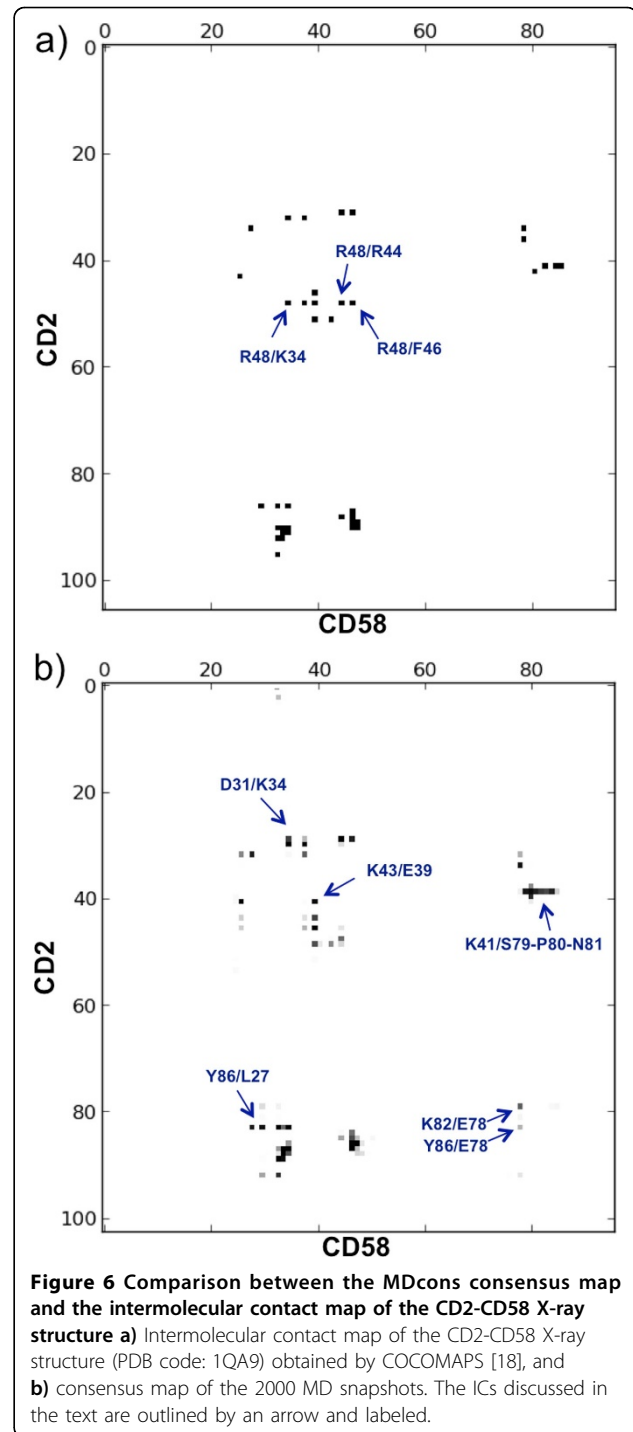 a)
0 20 40 60 80
0
20
40
60
80
100
CD2
R48/R44
R48/K34
R48/F46
CD58
b)
0 20 40 60 80
0
20
40
60
80
100
CD2
D31/K34
K43/E39
K41/S79-P80-N81
Y86/L27
K82/E78
Y86/E78
CD58
Figure 6 Comparison between the MDcons consensus map
and the intermolecular contact map of the CD2-CD58 X-ray
structure a) Intermolecular contact map of the CD2-CD58 X-ray
structure (PDB code: 1QA9) obtained by COCOMAPS [18], and
b) consensus map of the 2000 MD snapshots. The ICs discussed in
the text are outlined by an arrow and labeled.